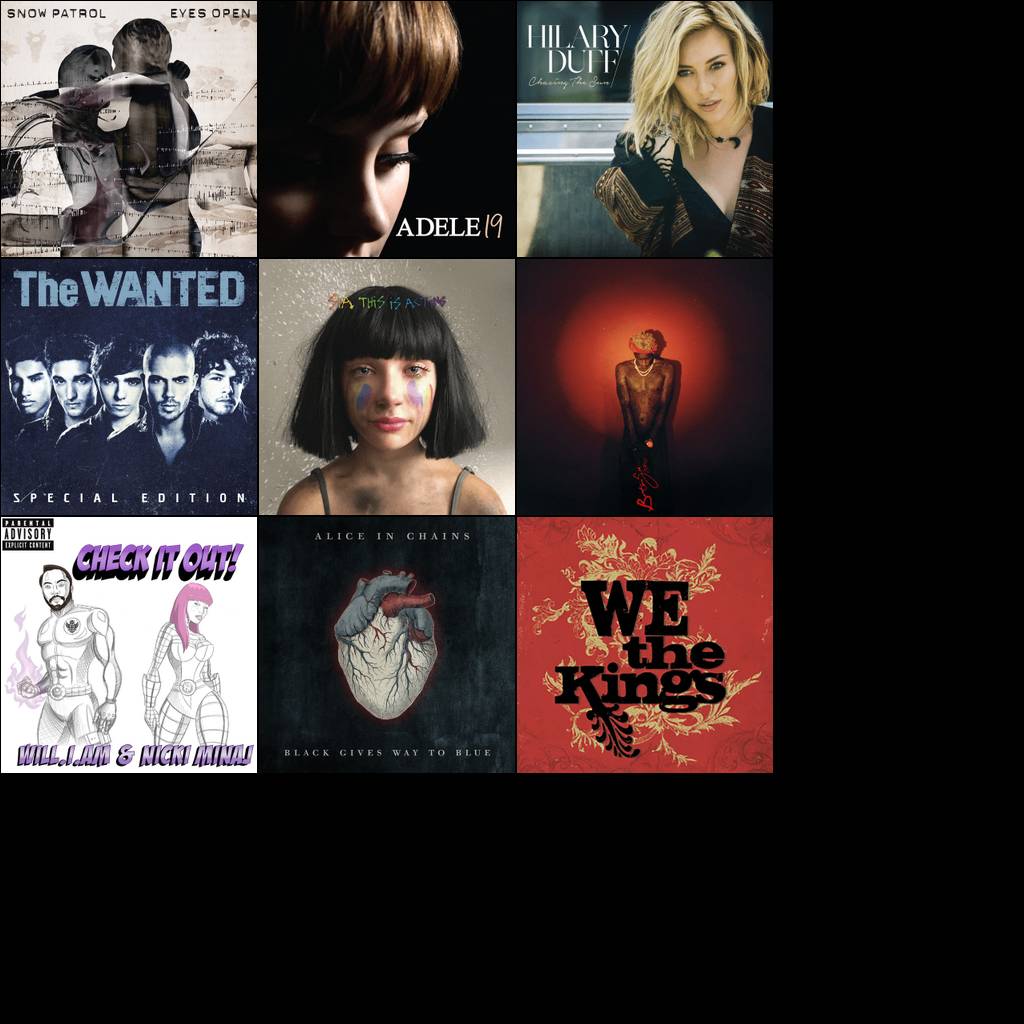 SNOW PATROL EYES OPEN
ADELE 19
HILARY
DUFF
Chasing The Sun
The WANTED
SPECIAL EDITION
SIA THIS IS ACTING
PARENTAL
ADVISORY
EXPLICIT CONTENT
CHECK IT OUT!
WILL.I.AM & NICKI MINAJ
ALICE IN CHAINS
BLACK GIVES WAY TO BLUE
WE
the
Kings